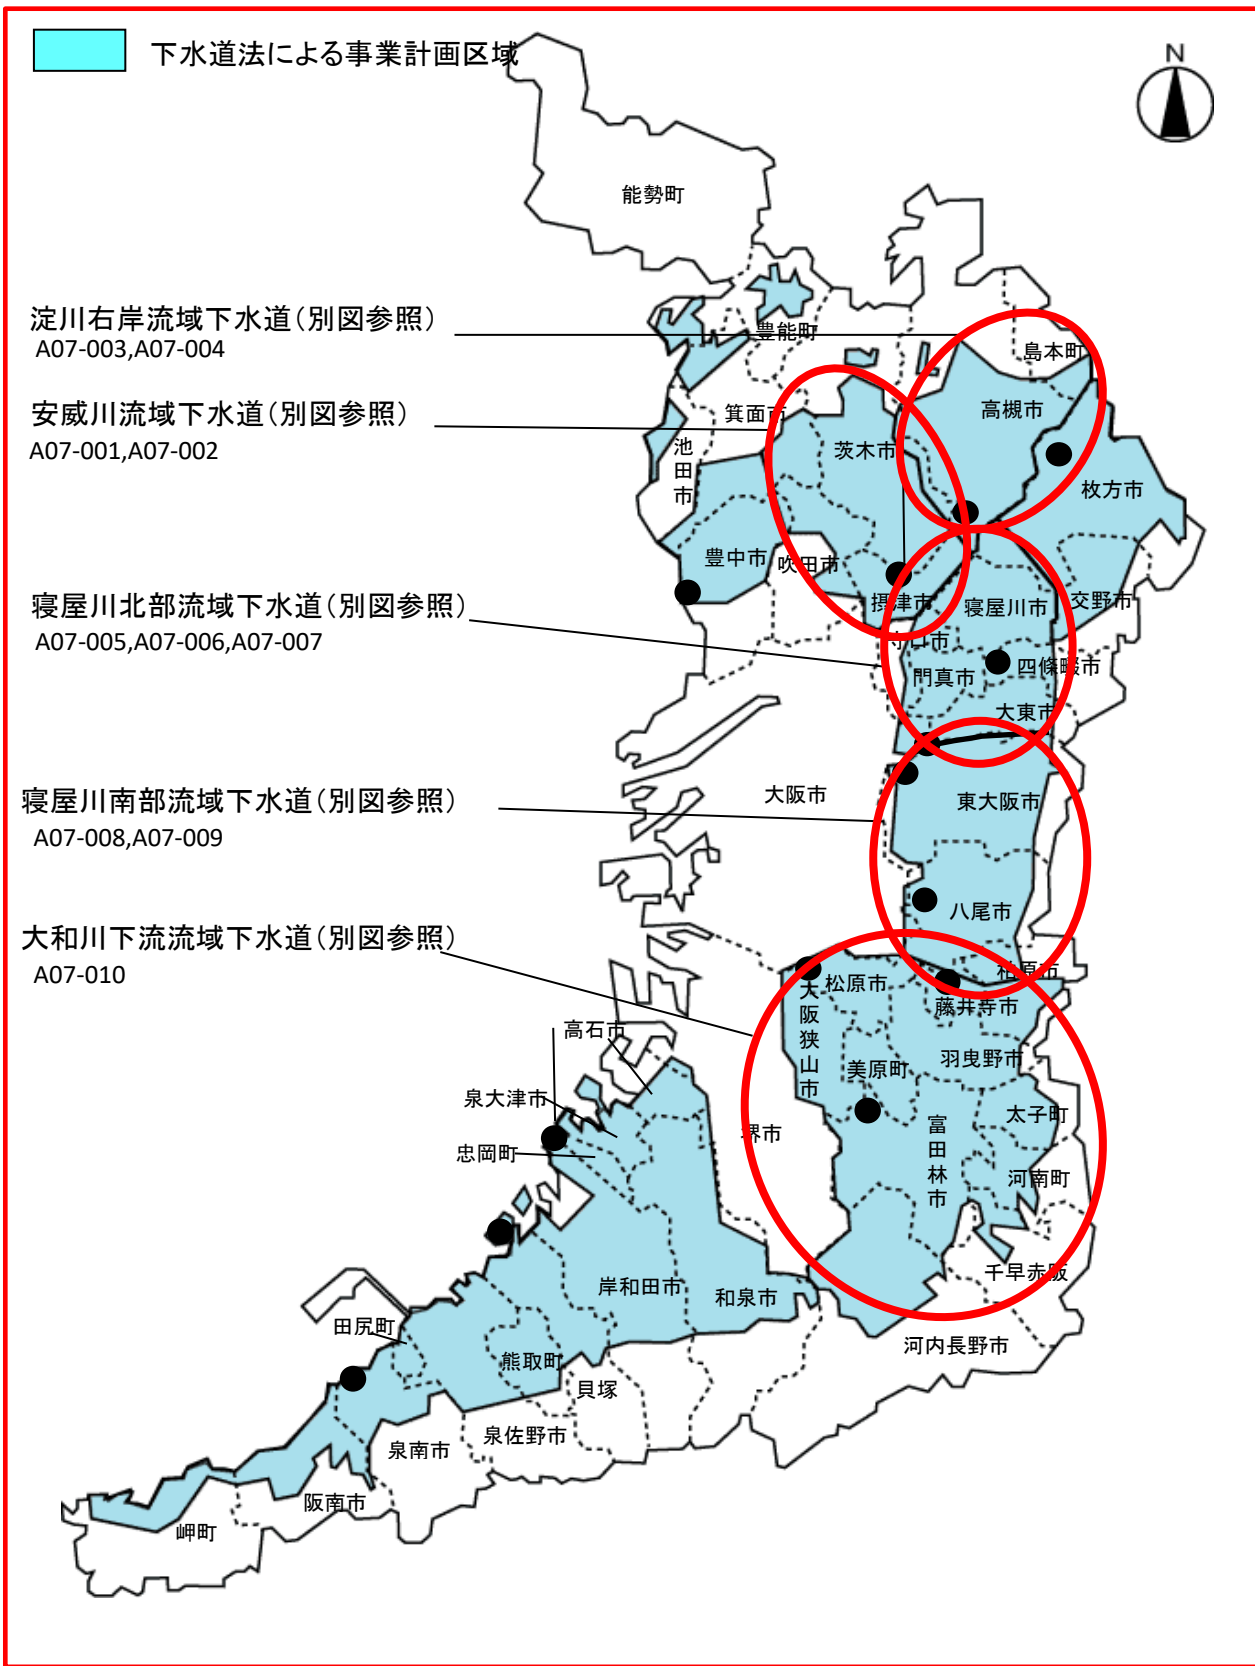 下水道法による事業計画区域
N
能勢町
淀川右岸流域下水道(別図参照)
A07-003,A07-004
豊能町
島本町
安威川流域下水道(別図参照)
A07-001,A07-002
箕面市
高槻市
池田市
茨木市
枚方市
豊中市
吹田市
摂津市
寝屋川市
交野市
寝屋川北部流域下水道(別図参照)
A07-005,A07-006,A07-007
守口市
門真市
四條畷市
大東市
寝屋川南部流域下水道(別図参照)
A07-008,A07-009
大阪市
東大阪市
八尾市
大和川下流流域下水道(別図参照)
A07-010
柏原市
松原市
大阪狭山市
藤井寺市
高石市
美原町
羽曳野市
泉大津市
太子町
忠岡町
堺市
富田林市
河南町
千早赤阪
岸和田市
和泉市
田尻町
熊取町
河内長野市
貝塚
泉南市
泉佐野市
阪南市
岬町